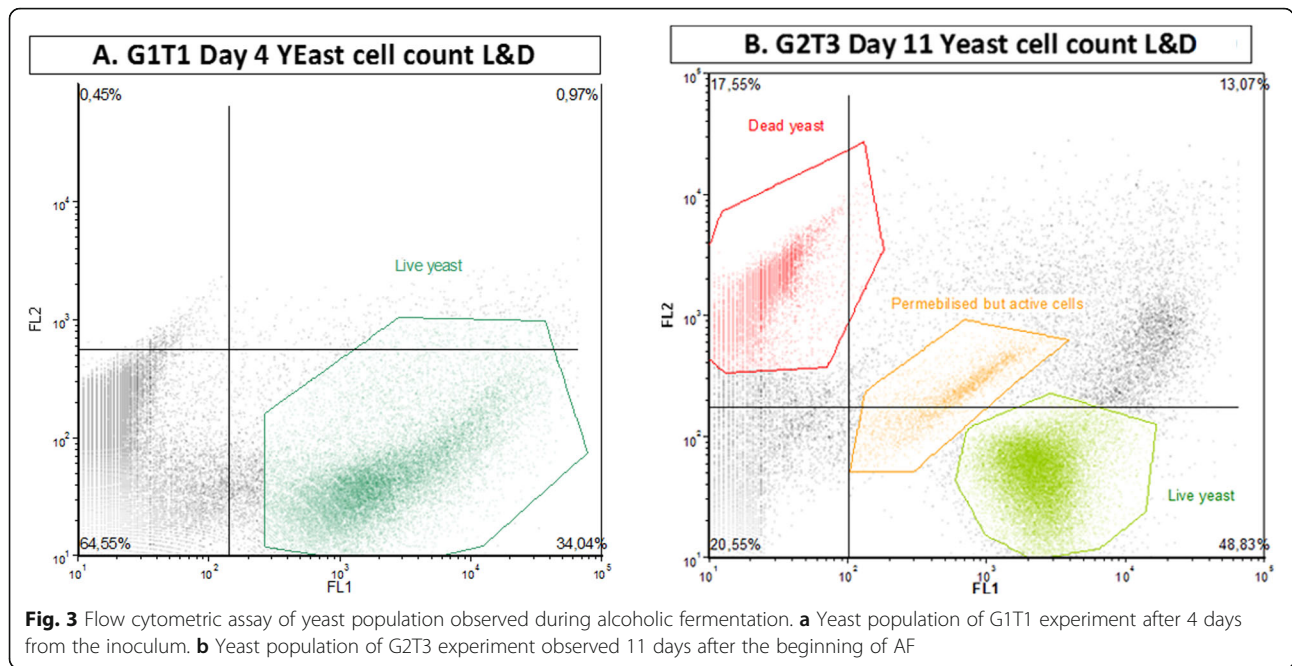 A. G1T1 Day 4 YEast cell count L&D
0,45%
0,97%
Live yeast
FL2
10⁴
10³
10²
10¹
64,55%
34,04%
10¹ 10² 10³ 10⁴ 10⁵
FL1
B. G2T3 Day 11 Yeast cell count L&D
10⁵
17,55%
13,07%
Dead yeast
Permebilised but active cells
Live yeast
FL2
10⁴
10³
10²
10¹
20,55%
48,83%
10¹ 10² 10³ 10⁴ 10⁵
FL1
Fig. 3 Flow cytometric assay of yeast population observed during alcoholic fermentation. a Yeast population of G1T1 experiment after 4 days
from the inoculum. b Yeast population of G2T3 experiment observed 11 days after the beginning of AF